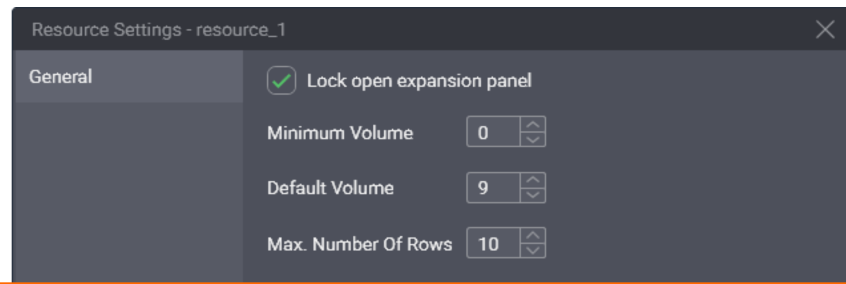 Resource Settings - resource_1
General
Lock open expansion panel
Minimum Volume 0
Default Volume 9
Max. Number Of Rows 10